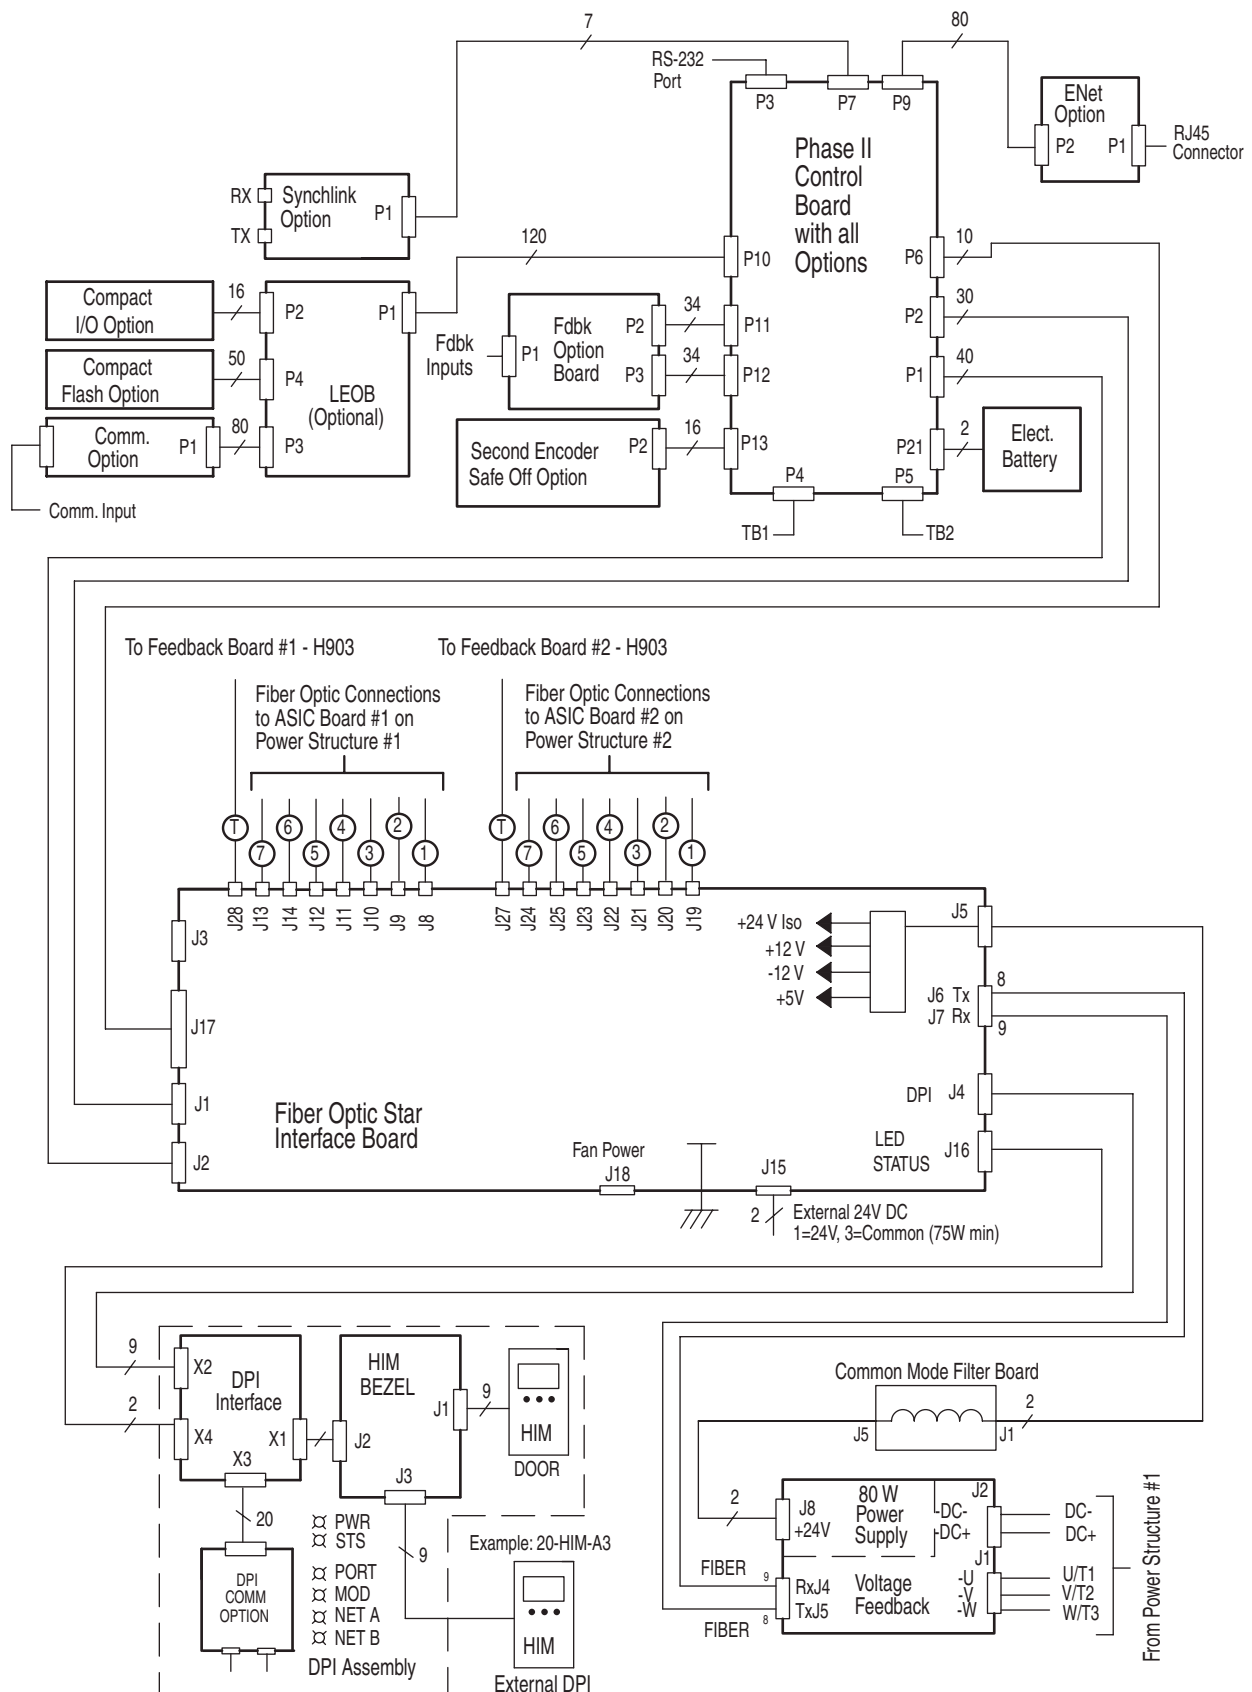 7
80
RS-232
Port
P3
P7
P9
ENet
Option
P2
P1
RJ45
Connector
Phase II
Control
Board
with all
Options
RX
TX
Synchlink
Option
P1
120
P10
P6
10
Compact
I/O Option
16
P2
P1
34
P2
P11
Fdbk
Option
Board
P1
Fdbk
Inputs
P2
30
Compact
Flash Option
50
P4
LEOB
(Optional)
34
P3
P12
P1
40
Comm.
Option
P1
80
P3
Second Encoder
Safe Off Option
P2
16
P13
P21
2
Elect.
Battery
P4
P5
Comm. Input
TB1
TB2
To Feedback Board #1 - H903
To Feedback Board #2 - H903
Fiber Optic Connections
to ASIC Board #1 on
Power Structure #1
Fiber Optic Connections
to ASIC Board #2 on
Power Structure #2
T
7
6
5
4
3
2
1
T
7
6
5
4
3
2
1
J28
J13
J14
J12
J11
J10
J9
J8
J27
J24
J25
J23
J22
J21
J20
J19
J3
J17
J1
J2
+24 V Iso
+12 V
-12 V
+5V
J5
J6 Tx
8
J7 Rx
9
DPI J4
LED
STATUS
J16
Fiber Optic Star
Interface Board
Fan Power
J18
J15
2
External 24V DC
1=24V, 3=Common (75W min)
9
X2
2
X4
DPI
Interface
X1
X3
HIM
BEZEL
J1
J2
J3
9
HIM
DOOR
20
DPI
COMM
OPTION
PWR
STS
PORT
MOD
NET A
NET B
DPI Assembly
9
Example: 20-HIM-A3
HIM
External DPI
Common Mode Filter Board
J5
J1
2
2
J8
+24V
80 W
Power
Supply
-DC-
-DC+
J2
DC-
DC+
J1
FIBER
9
RxJ4
TxJ5
8
FIBER
Voltage
Feedback
-U
-V
-W
U/T1
V/T2
W/T3
From Power Structure #1